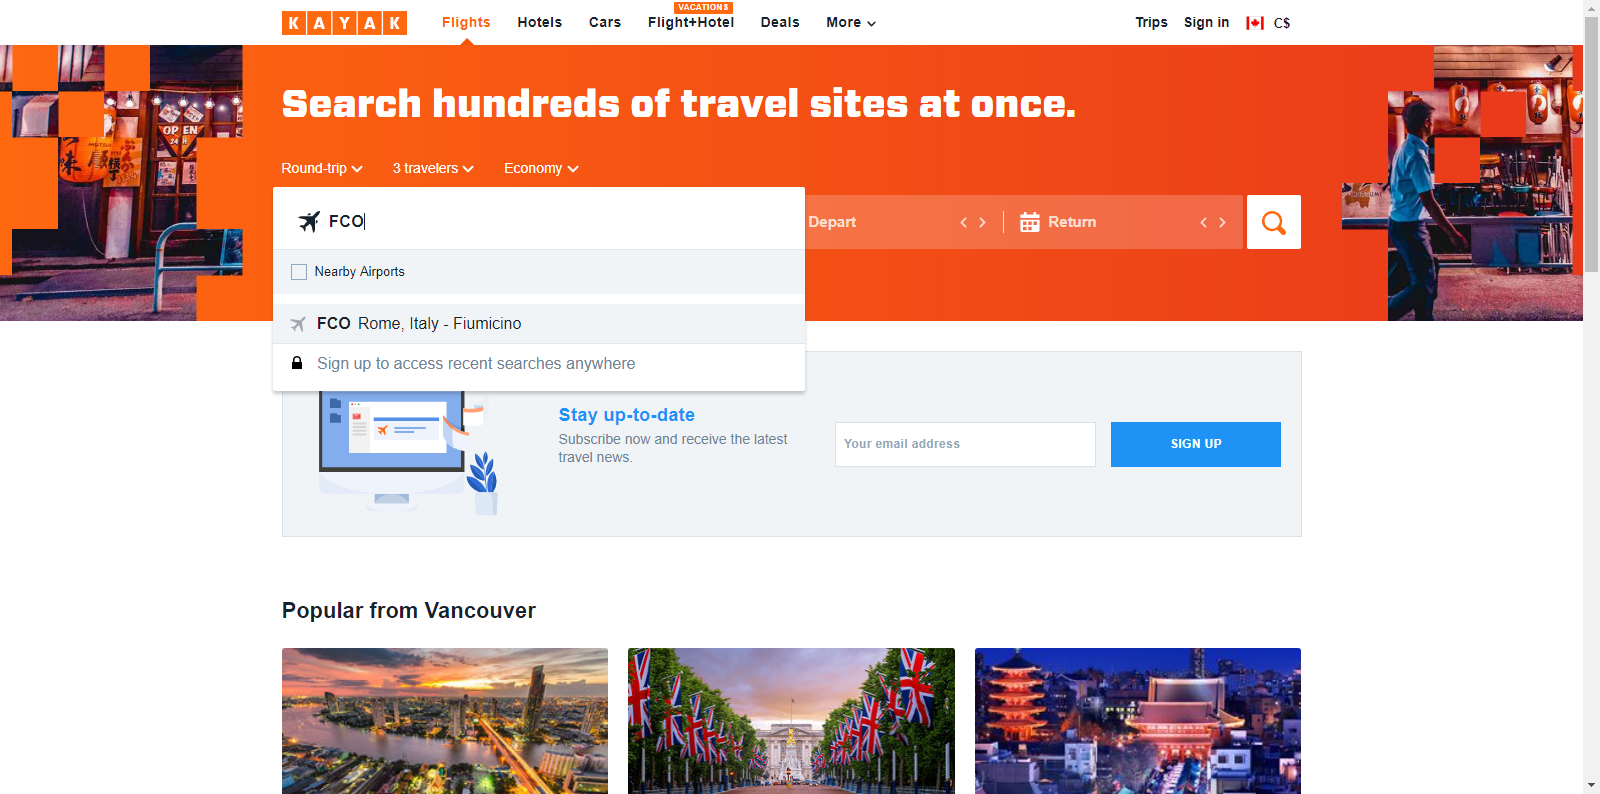 KAYAK
Flights
Hotels
Cars
VACATIONS
Flight+Hotel
Deals
More
Trips
Sign in
C$
Search hundreds of travel sites at once.
Round-trip
3 travelers
Economy
FCO
Depart
Return
Nearby Airports
FCO Rome, Italy - Fiumicino
Sign up to access recent searches anywhere
Stay up-to-date
Subscribe now and receive the latest
travel news.
Your email address
SIGN UP
Popular from Vancouver
OPEN